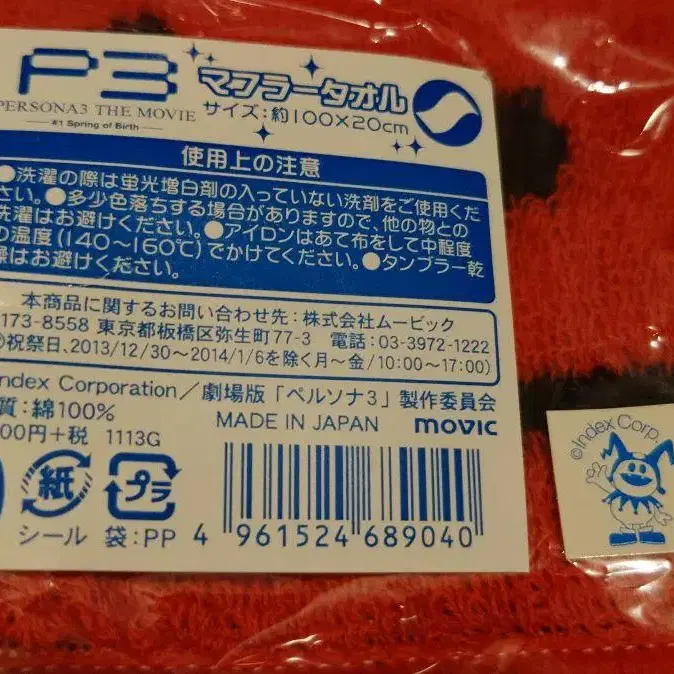 P3
マフラータオル
PERSONA3 THE MOVIE
#1 Spring of Birth
サイズ:約100×20cm
使用上の注意
●洗濯の際は蛍光増白剤の入っていない洗剤をご使用くだ
さい。●多少色落ちする場合がありますので、他の物との
洗濯はお避けください。●アイロンはあて布をして中程度
の温度(140〜160℃)でかけてください。●タンブラー乾
際はお避けください。
本商品に関するお問い合わせ先:株式会社ムービック
173-8558 東京都板橋区弥生町77-3 電話:03-3972-1222
祝祭日、2013/12/30〜2014/1/6を除く月〜金/10:00〜17:00)
Index Corporation/劇場版「ペルソナ3」製作委員会
質:綿100%
MADE IN JAPAN movic
00円+税 1113G
紙 プラ
シール 袋:PP
4 961524 689040
©Index Corp.